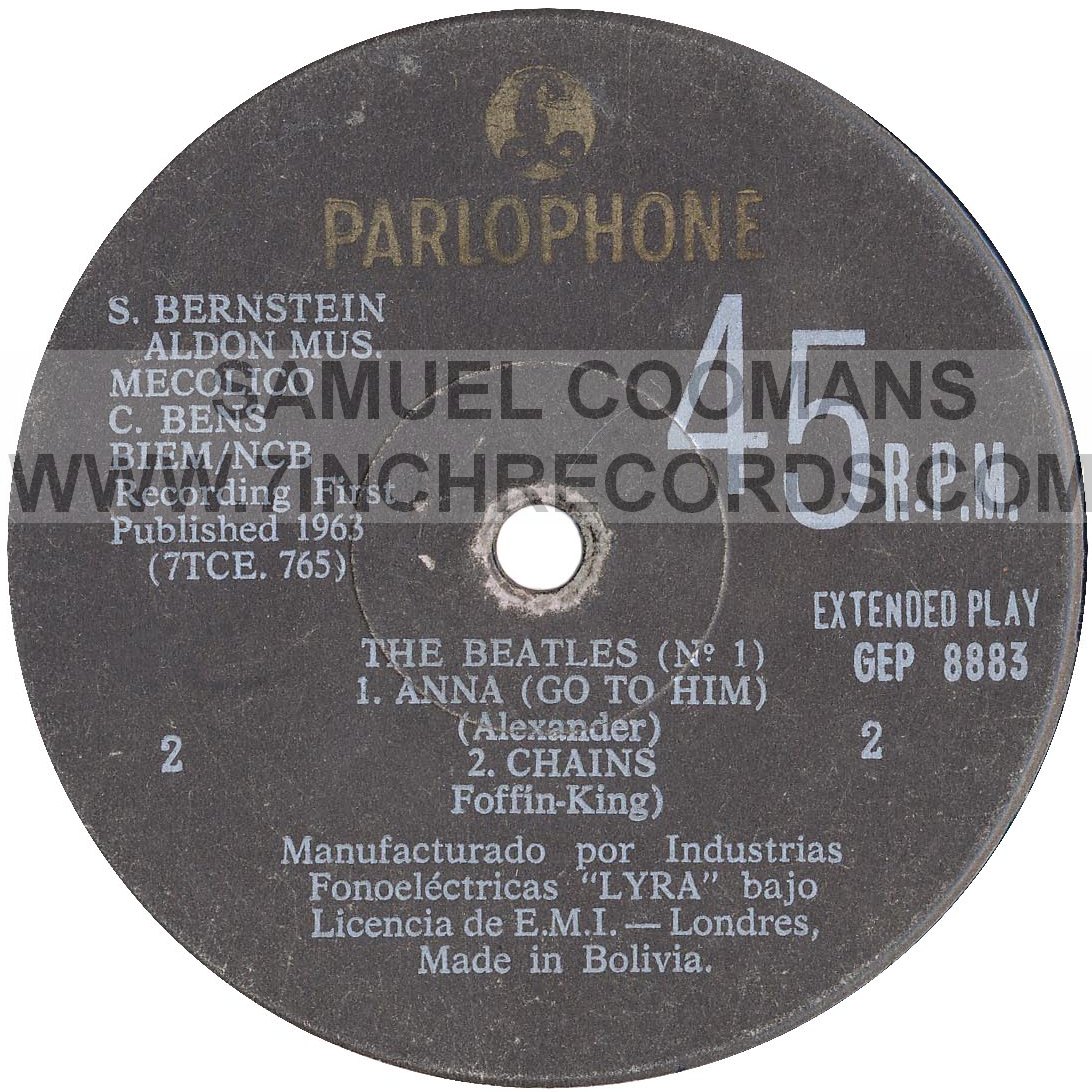 PARLOPHONE
S. BERNSTEIN
ALDON MUS.
MECOLICO
C. BENS
BIEM/NCB
Recording First
Published 1963
(7TCE. 765)
45 R.P.M.
SAMUEL COOMANS
WWW.7INCHRECORDS.COM
EXTENDED PLAY
GEP 8883
2
2
THE BEATLES (Nº 1)
1. ANNA (GO TO HIM)
(Alexander)
2. CHAINS
Foffin-King)
Manufacturado por Industrias
Fonoeléctricas "LYRA" bajo
Licencia de E.M.I. — Londres,
Made in Bolivia.